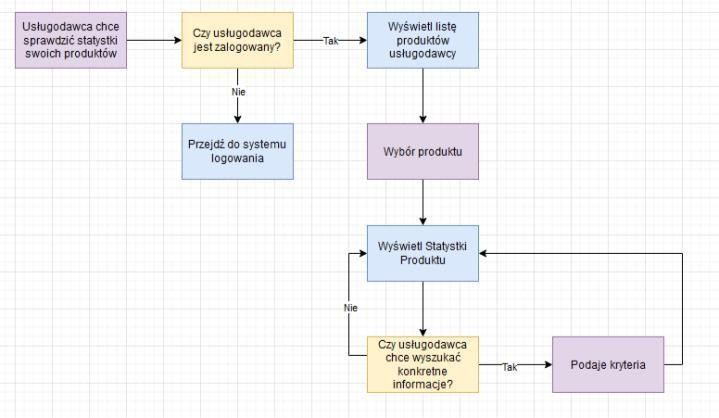 Usługodawca chce
sprawdzić statystki
swoich produktów
Czy usługodawca
jest zalogowany?
Tak
Wyświetl listę
produktów
usługodawcy
Nie
Przejdź do systemu
logowania
Wybór produktu
Wyświetl Statystki
Produktu
Nie
Czy usługodawca
chce wyszukać
konkretne
informacje?
Tak
Podaje kryteria